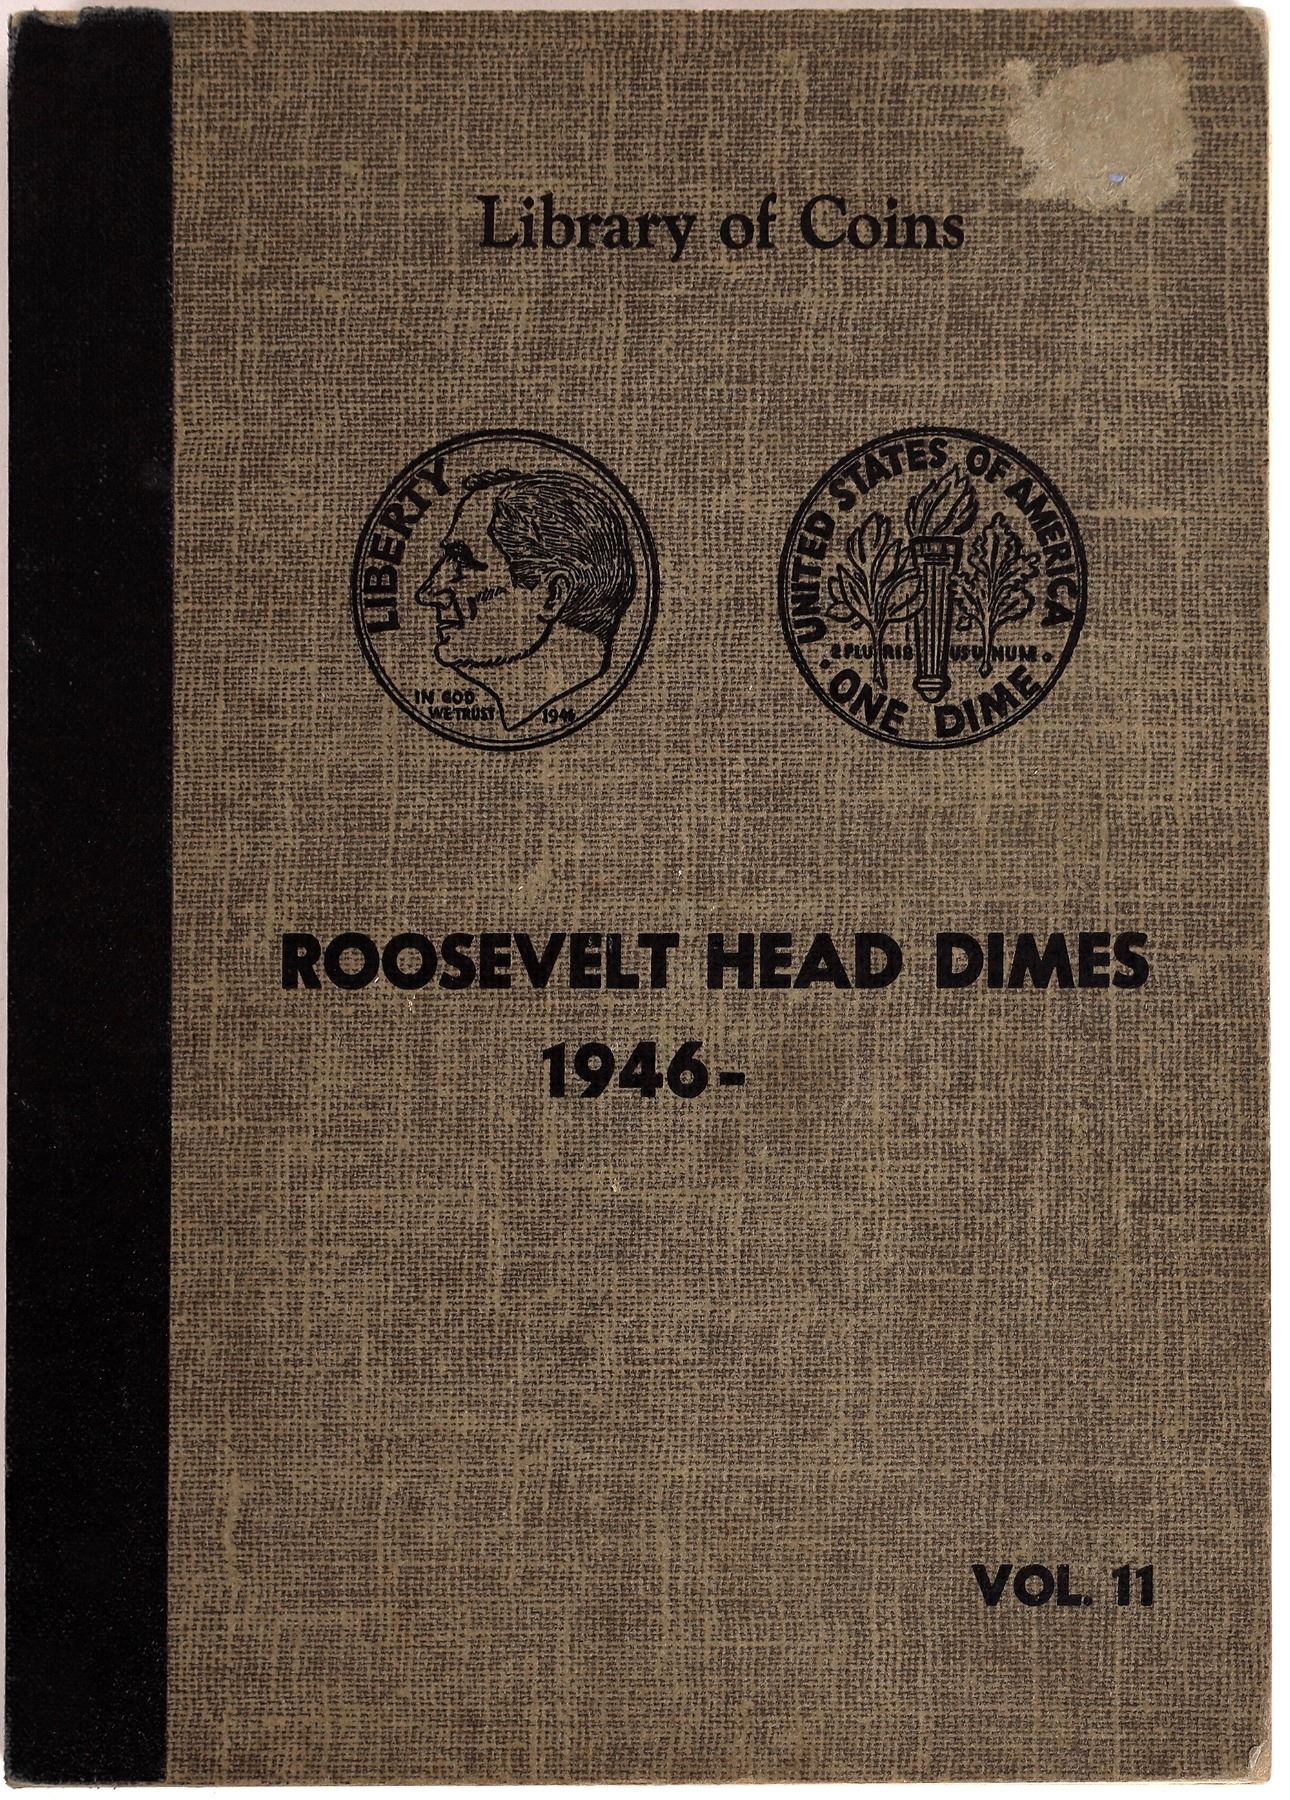 Library of Coins
LIBERTY
IN GOD
WE TRUST
1946
UNITED STATES OF AMERICA
E PLURIBUS UNUM
ONE DIME
ROOSEVELT HEAD DIMES
1946-
VOL. 11